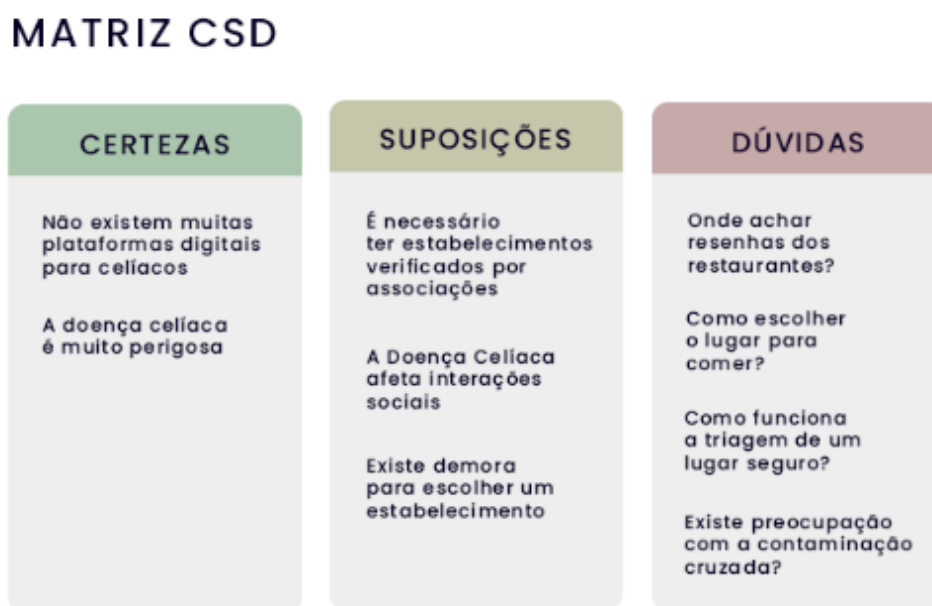 MATRIZ CSD
CERTEZAS
Não existem muitas
plataformas digitais
para celíacos
A doença celíaca
é muito perigosa
SUPOSIÇÕES
É necessário
ter estabelecimentos
verificados por
associações
A Doença Celíaca
afeta interações
sociais
Existe demora
para escolher um
estabelecimento
DÚVIDAS
Onde achar
resenhas dos
restaurantes?
Como escolher
o lugar para
comer?
Como funciona
a triagem de um
lugar seguro?
Existe preocupação
com a contaminação
cruzada?